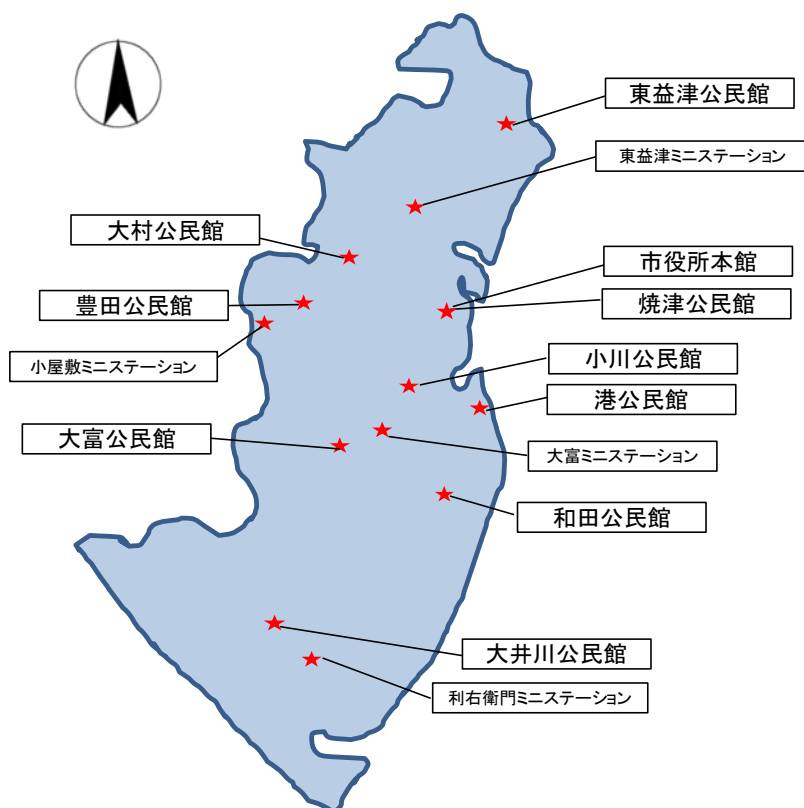 東益津公民館
東益津ミニステーション
大村公民館
市役所本館
豊田公民館
焼津公民館
小屋敷ミニステーション
小川公民館
港公民館
大富公民館
大富ミニステーション
和田公民館
大井川公民館
利右衛門ミニステーション